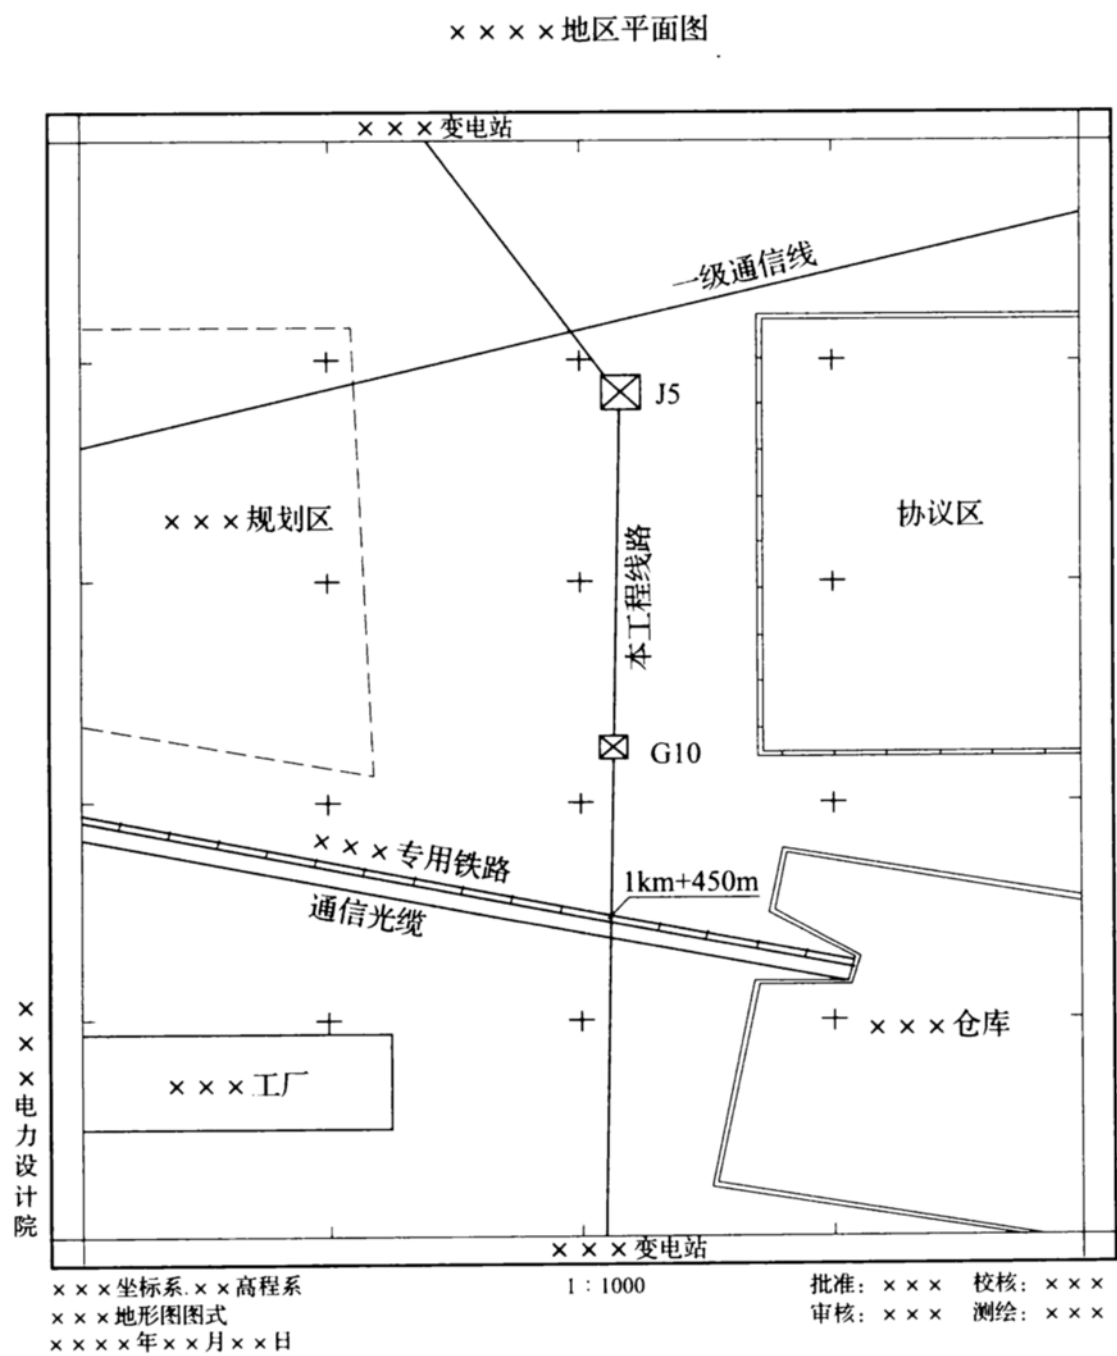 ××××地区平面图
×××变电站
一级通信线
J5
×××规划区
协议区
本工程线路
G10
×××专用铁路
1km+450m
通信光缆
×××仓库
×××工厂
×××电力设计院
×××变电站
×××坐标系.××高程系
1：1000
批准：××× 校核：×××
×××地形图图式
审核：××× 测绘：×××
××××年××月××日